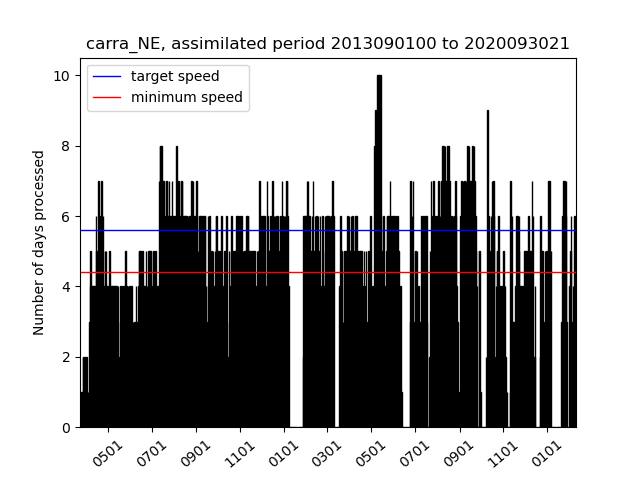 carra_NE, assimilated period 2013090100 to 2020093021
target speed
minimum speed
Number of days processed
10
8
6
4
2
0
0501 0701 0901 1101 0101 0301 0501 0701 0901 1101 0101